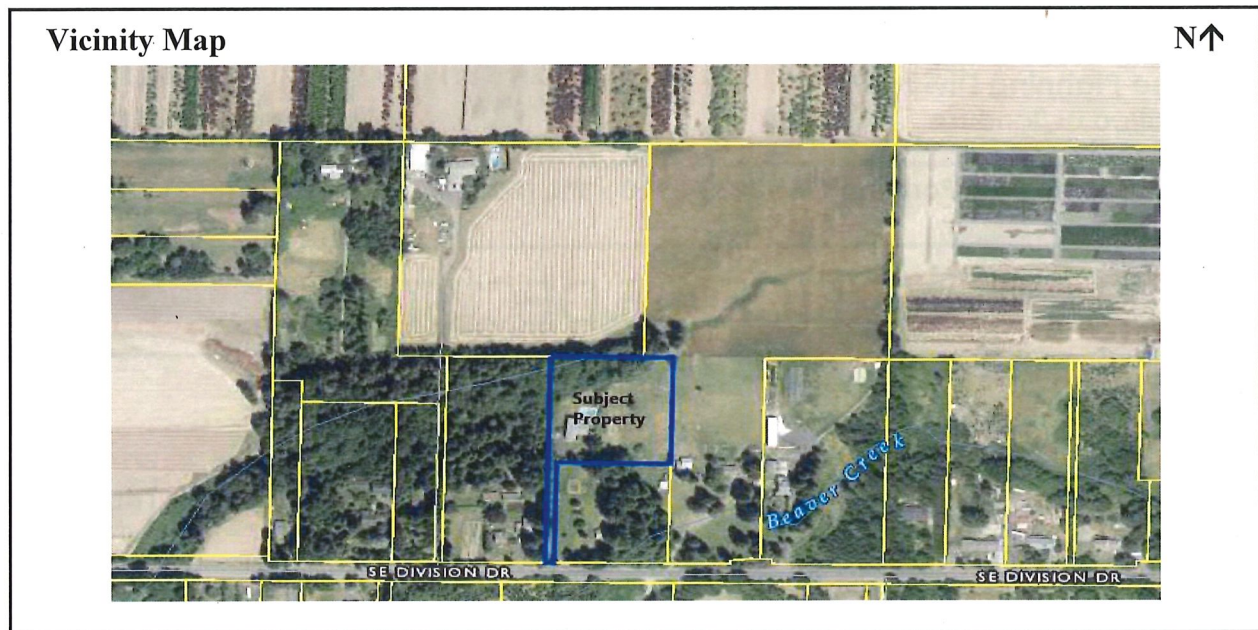 Vicinity Map
N↑
Subject
Property
Beaver Creek
SE DIVISION DR.
SE DIVISION DR